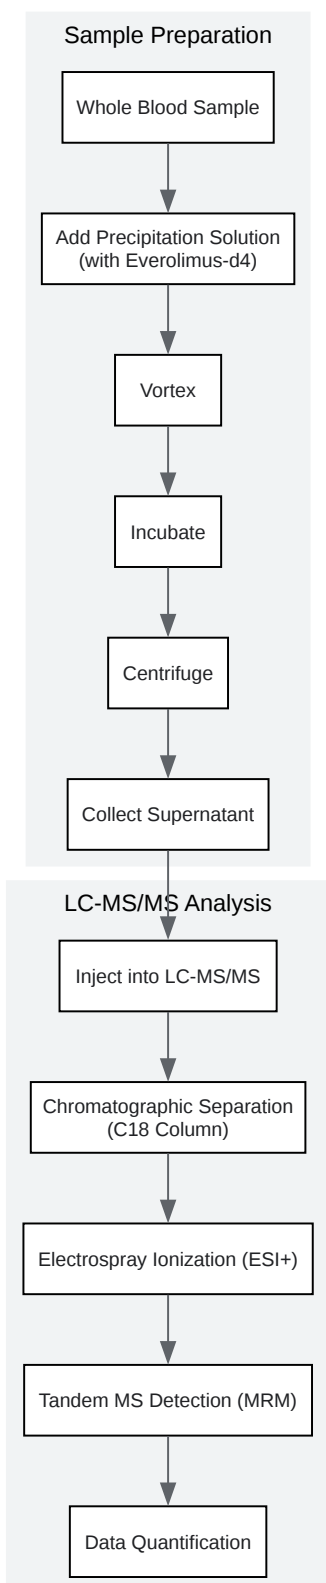 Sample Preparation
Whole Blood Sample
Add Precipitation Solution
(with Everolimus-d4)
Vortex
Incubate
Centrifuge
Collect Supernatant
LC-MS/MS Analysis
Inject into LC-MS/MS
Chromatographic Separation
(C18 Column)
Electrospray Ionization (ESI+)
Tandem MS Detection (MRM)
Data Quantification